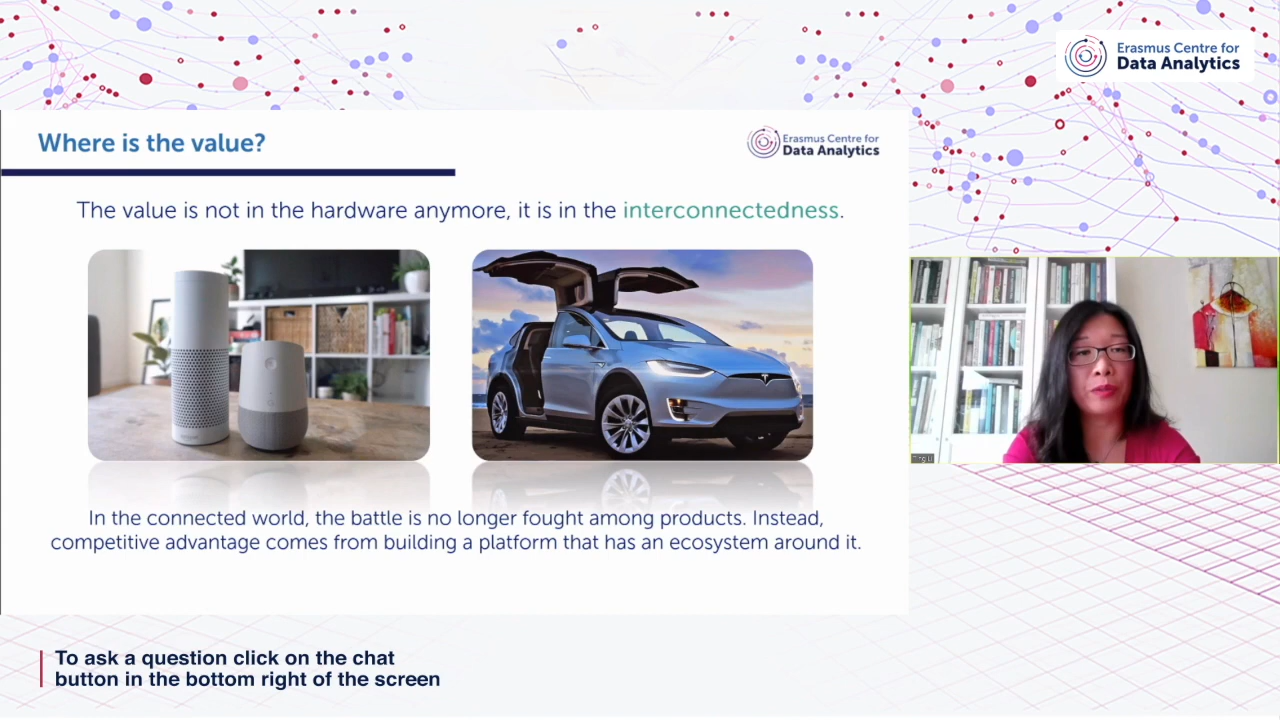 Erasmus Centre for
Data Analytics
Where is the value?
Erasmus Centre for
Data Analytics
The value is not in the hardware anymore, it is in the interconnectedness.
In the connected world, the battle is no longer fought among products. Instead,
competitive advantage comes from building a platform that has an ecosystem around it.
To ask a question click on the chat
button in the bottom right of the screen